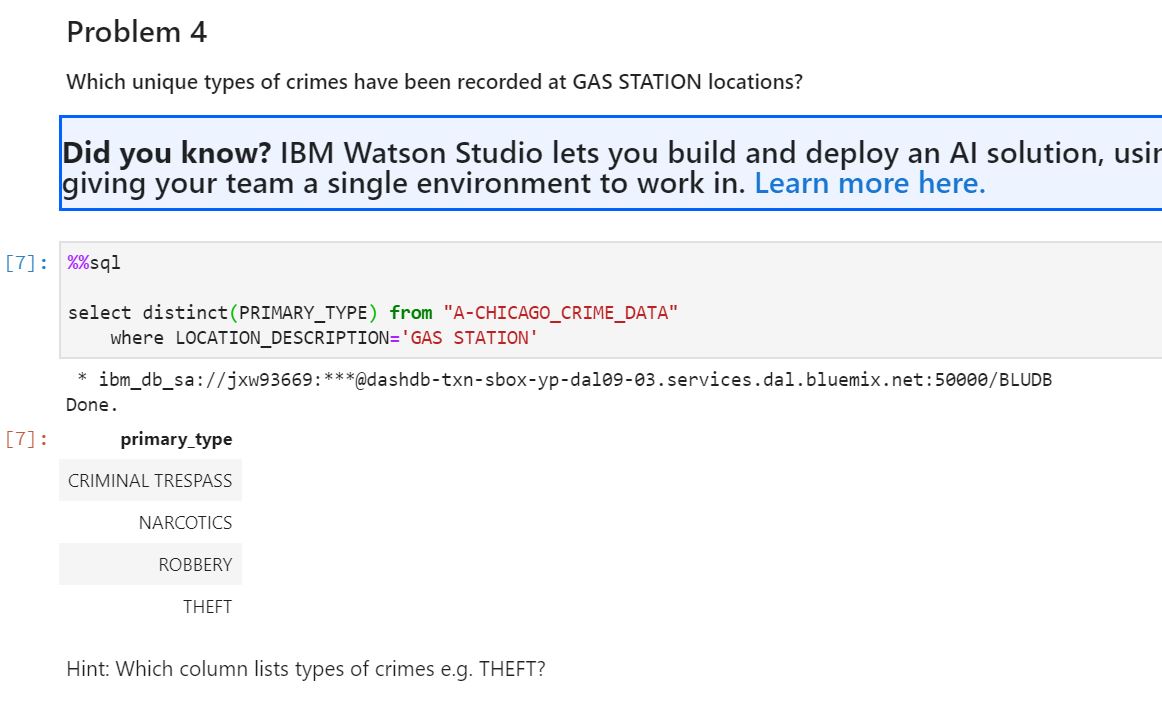 Problem 4
Which unique types of crimes have been recorded at GAS STATION locations?
Did you know? IBM Watson Studio lets you build and deploy an AI solution, usin
giving your team a single environment to work in. Learn more here.
[7]: %%sql
select distinct(PRIMARY_TYPE) from "A-CHICAGO_CRIME_DATA"
where LOCATION_DESCRIPTION='GAS STATION'
* ibm_db_sa://jxw93669:***@dashdb-txn-sbox-yp-dal09-03.services.dal.bluemix.net:50000/BLUDB
Done.
[7]: primary_type
CRIMINAL TRESPASS
NARCOTICS
ROBBERY
THEFT
Hint: Which column lists types of crimes e.g. THEFT?